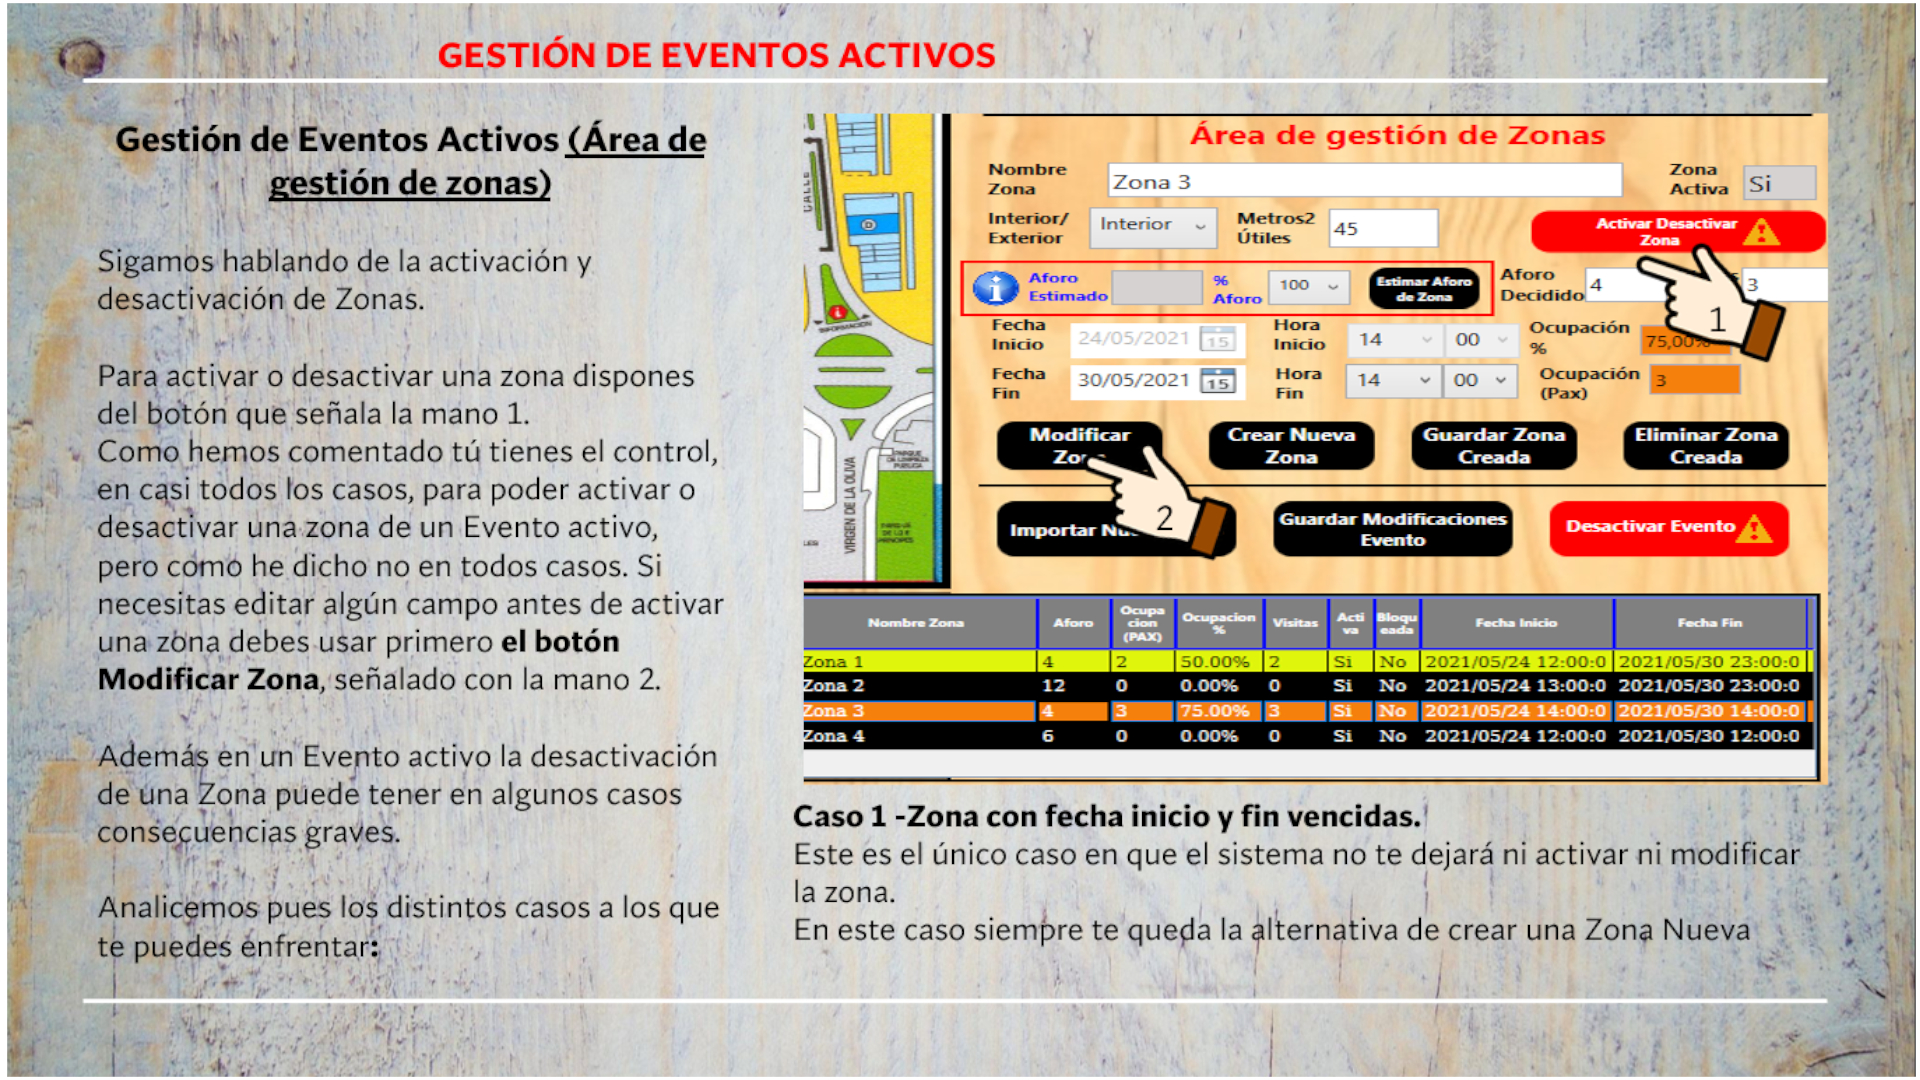 GESTIÓN DE EVENTOS ACTIVOS
Gestión de Eventos Activos (Área de
gestión de zonas)
Sigamos hablando de la activación y
desactivación de Zonas.
Para activar o desactivar una zona dispones
del botón que señala la mano 1.
Como hemos comentado tú tienes el control,
en casi todos los casos, para poder activar o
desactivar una zona de un Evento activo,
pero como he dicho no en todos casos. Si
necesitas editar algún campo antes de activar
una zona debes usar primero el botón
Modificar Zona, señalado con la mano 2.
Además en un Evento activo la desactivación
de una Zona puede tener en algunos casos
consecuencias graves.
Analicemos pues los distintos casos a los que
te puedes enfrentar:
CALLE
INFORMACION
VIRGEN DE LA OLIVA
PARQUE
DE LIMPIEZA
PUBLICA
Área de gestión de Zonas
Nombre
Zona
Zona 3
Zona
Activa
Si
Interior/
Exterior
Interior
Metros2
Útiles
45
Activar Desactivar
Zona
Aforo
Estimado
%
Aforo
100
Estimar Aforo
de Zona
Aforo
Decidido
4
3
1
Fecha
Inicio
24/05/2021
15
Hora
Inicio
14
00
Ocupación
%
75,00%
Fecha
Fin
30/05/2021
15
Hora
Fin
14
00
Ocupación
(Pax)
3
Modificar
Crear Nueva
Zona
Guardar Zona
Creada
Eliminar Zona
Creada
2
Importar
Guardar Modificaciones
Evento
Desactivar Evento
Nombre Zona
Aforo
Ocupa
cion
(PAX)
Ocupacion
%
Visitas
Acti
va
Bloqu
eada
Fecha Inicio
Fecha Fin
Zona 1 4 2 50.00% 2 Si No 2021/05/24 12:00:0 2021/05/30 23:00:0
Zona 2 12 0 0.00% 0 Si No 2021/05/24 13:00:0 2021/05/30 23:00:0
Zona 3 4 3 75.00% 3 Si No 2021/05/24 14:00:0 2021/05/30 14:00:0
Zona 4 6 0 0.00% 0 Si No 2021/05/24 12:00:0 2021/05/30 12:00:0
Caso 1 -Zona con fecha inicio y fin vencidas.
Este es el único caso en que el sistema no te dejará ni activar ni modificar
la zona.
En este caso siempre te queda la alternativa de crear una Zona Nueva